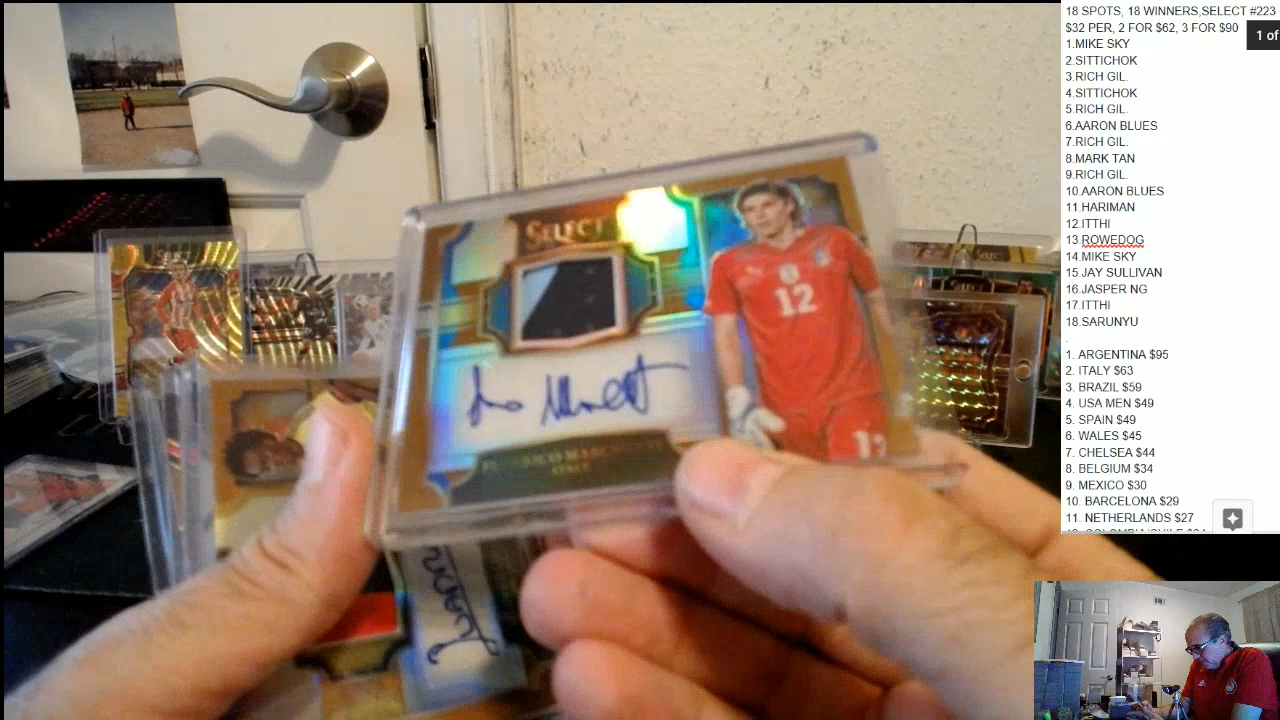 18 SPOTS, 18 WINNERS,SELECT #223
$32 PER, 2 FOR $62, 3 FOR $90
1 of
1.MIKE SKY
2.SITTICHOK
3.RICH GIL.
4.SITTICHOK
5.RICH GIL.
6.AARON BLUES
7.RICH GIL.
8.MARK TAN
9.RICH GIL.
10.AARON BLUES
11 HARIMAN
12.ITTHI
13.ROWEDOG
14.MIKE SKY
15.JAY SULLIVAN
16.JASPER NG
17 ITTHI
18.SARUNYU
.
1. ARGENTINA $95
2. ITALY $63
3. BRAZIL $59
4. USA MEN $49
5. SPAIN $49
6. WALES $45
7. CHELSEA $44
8. BELGIUM $34
9. MEXICO $30
10. BARCELONA $29
11. NETHERLANDS $27
SELECT
12
ITALY